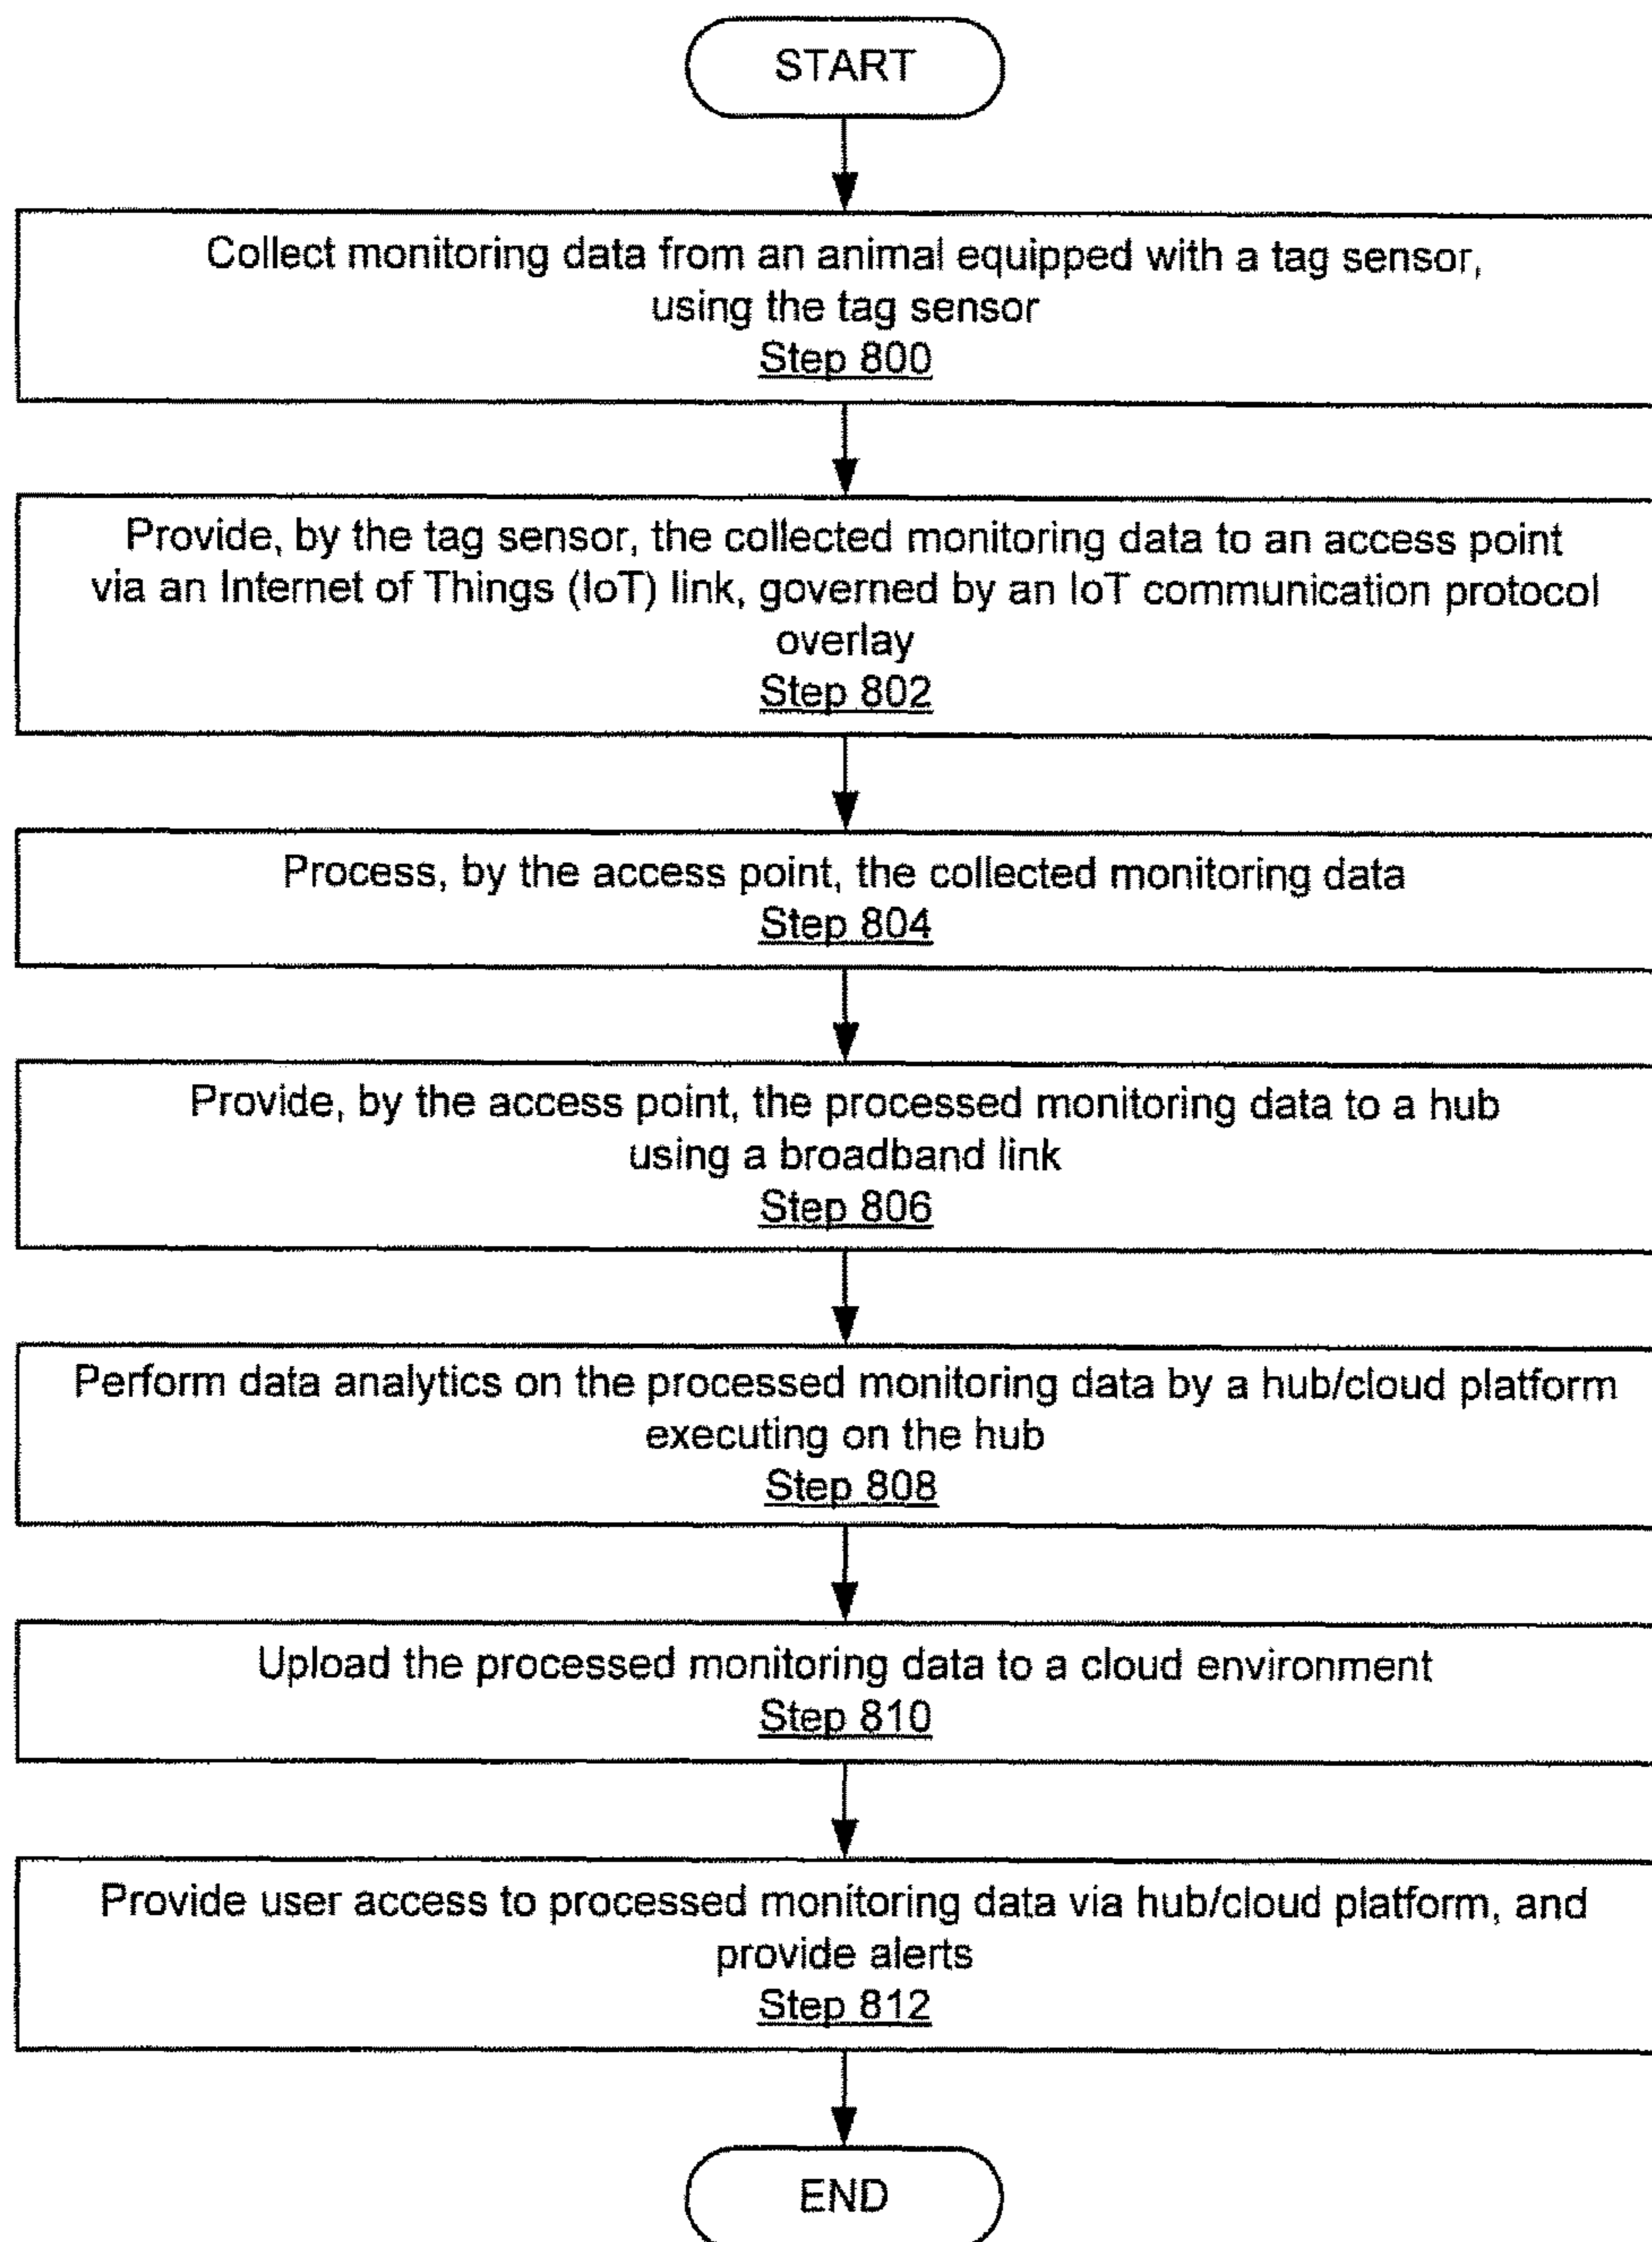 START
Collect monitoring data from an animal equipped with a tag sensor,
using the tag sensor
Step 800
Provide, by the tag sensor, the collected monitoring data to an access point
via an Internet of Things (IoT) link, governed by an IoT communication protocol
overlay
Step 802
Process, by the access point, the collected monitoring data
Step 804
Provide, by the access point, the processed monitoring data to a hub
using a broadband link
Step 806
Perform data analytics on the processed monitoring data by a hub/cloud platform
executing on the hub
Step 808
Upload the processed monitoring data to a cloud environment
Step 810
Provide user access to processed monitoring data via hub/cloud platform, and
provide alerts
Step 812
END